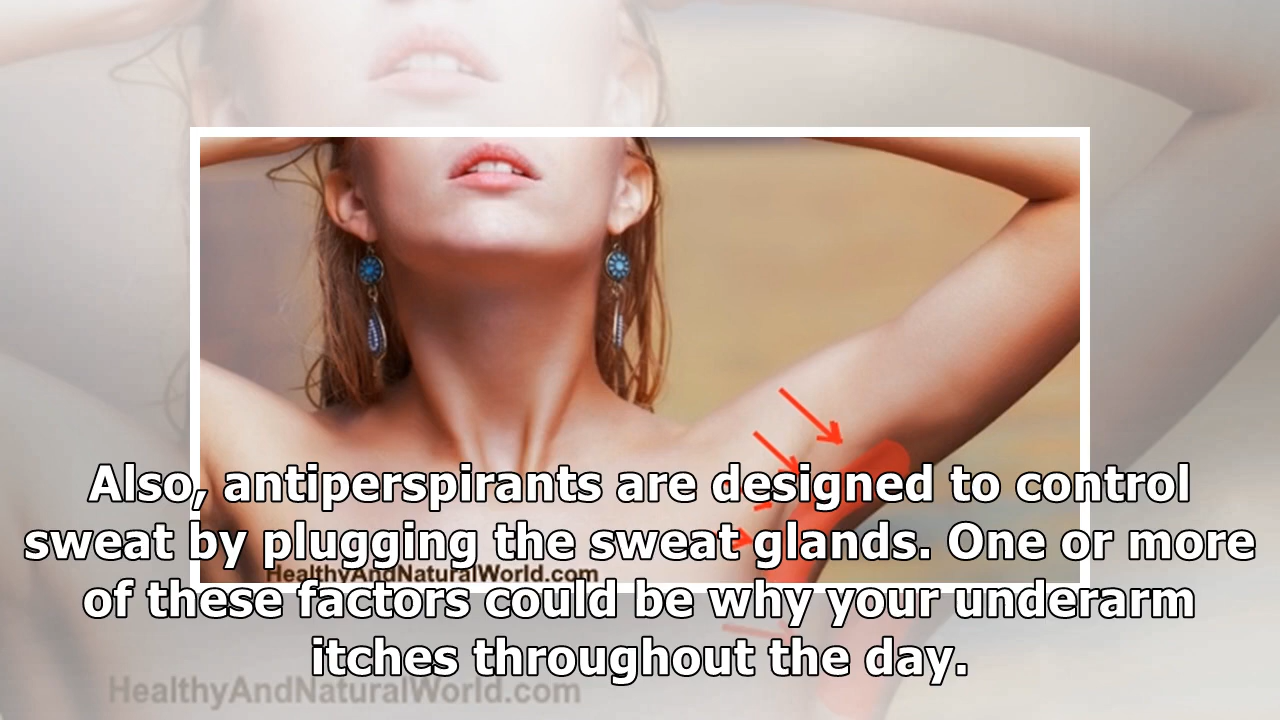 Also, antiperspirants are designed to control
sweat by plugging the sweat glands. One or more
HealthyAndNaturalWorld.com
of these factors could be why your underarm
itches throughout the day.
HealthyAndNaturalWorld.com